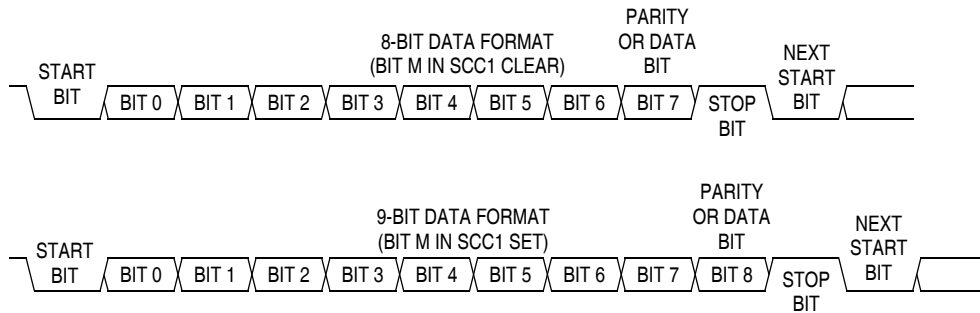 8-BIT DATA FORMAT
(BIT M IN SCC1 CLEAR)
PARITY
OR DATA
BIT
START
BIT
BIT 0 BIT 1 BIT 2 BIT 3 BIT 4 BIT 5 BIT 6 BIT 7
STOP
BIT
NEXT
START
BIT
9-BIT DATA FORMAT
(BIT M IN SCC1 SET)
PARITY
OR DATA
BIT
START
BIT
BIT 0 BIT 1 BIT 2 BIT 3 BIT 4 BIT 5 BIT 6 BIT 7 BIT 8
STOP
BIT
NEXT
START
BIT